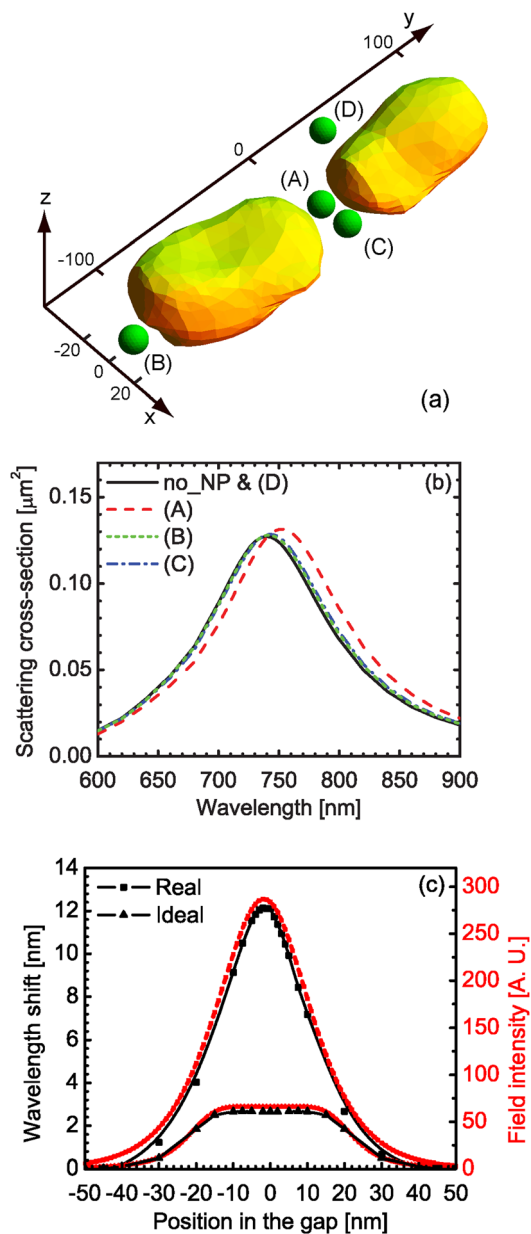 y
100
(D)
0
(A)
z
(C)
-100
-20
(B)
0
20
x
(a)
0.15
no_NP & (D)
(b)
(A)
(B)
0.10
(C)
0.05
0.00
Scattering cross-section [μm²]
600 650 700 750 800 850 900
Wavelength [nm]
14
300
Real
(c)
12
Ideal
250
10
200
8
150
6
100
4
50
2
0
0
Wavelength shift [nm]
Field intensity [A. U.]
-50 -40 -30 -20 -10 0 10 20 30 40 50
Position in the gap [nm]